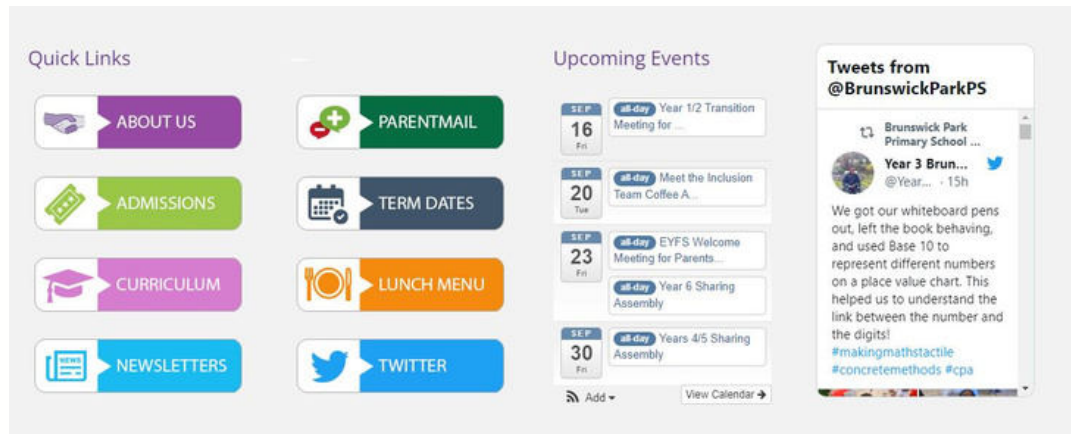 Quick Links
ABOUT US
PARENTMAIL
ADMISSIONS
TERM DATES
CURRICULUM
LUNCH MENU
NEWS
NEWSLETTERS
TWITTER
Upcoming Events
SEP
16
Fri
all-day Year 1/2 Transition
Meeting for ...
SEP
20
Tue
all-day Meet the Inclusion
Team Coffee A...
SEP
23
Fri
all-day EYFS Welcome
Meeting for Parents...
all-day Year 6 Sharing
Assembly
SEP
30
Fri
all-day Years 4/5 Sharing
Assembly
Add
View Calendar
Tweets from
@BrunswickParkPS
Brunswick Park
Primary School ...
Year 3 Brun...
@Year... · 15h
We got our whiteboard pens
out, left the book behaving,
and used Base 10 to
represent different numbers
on a place value chart. This
helped us to understand the
link between the number and
the digits!
#makingmathstactile
#concretemethods #cpa